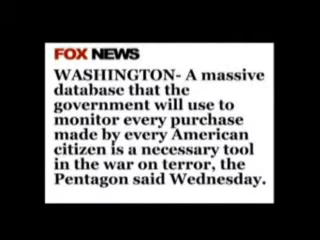 FOX NEWS
WASHINGTON- A massive
database that the
government will use to
monitor every purchase
made by every American
citizen is a necessary tool
in the war on terror, the
Pentagon said Wednesday.